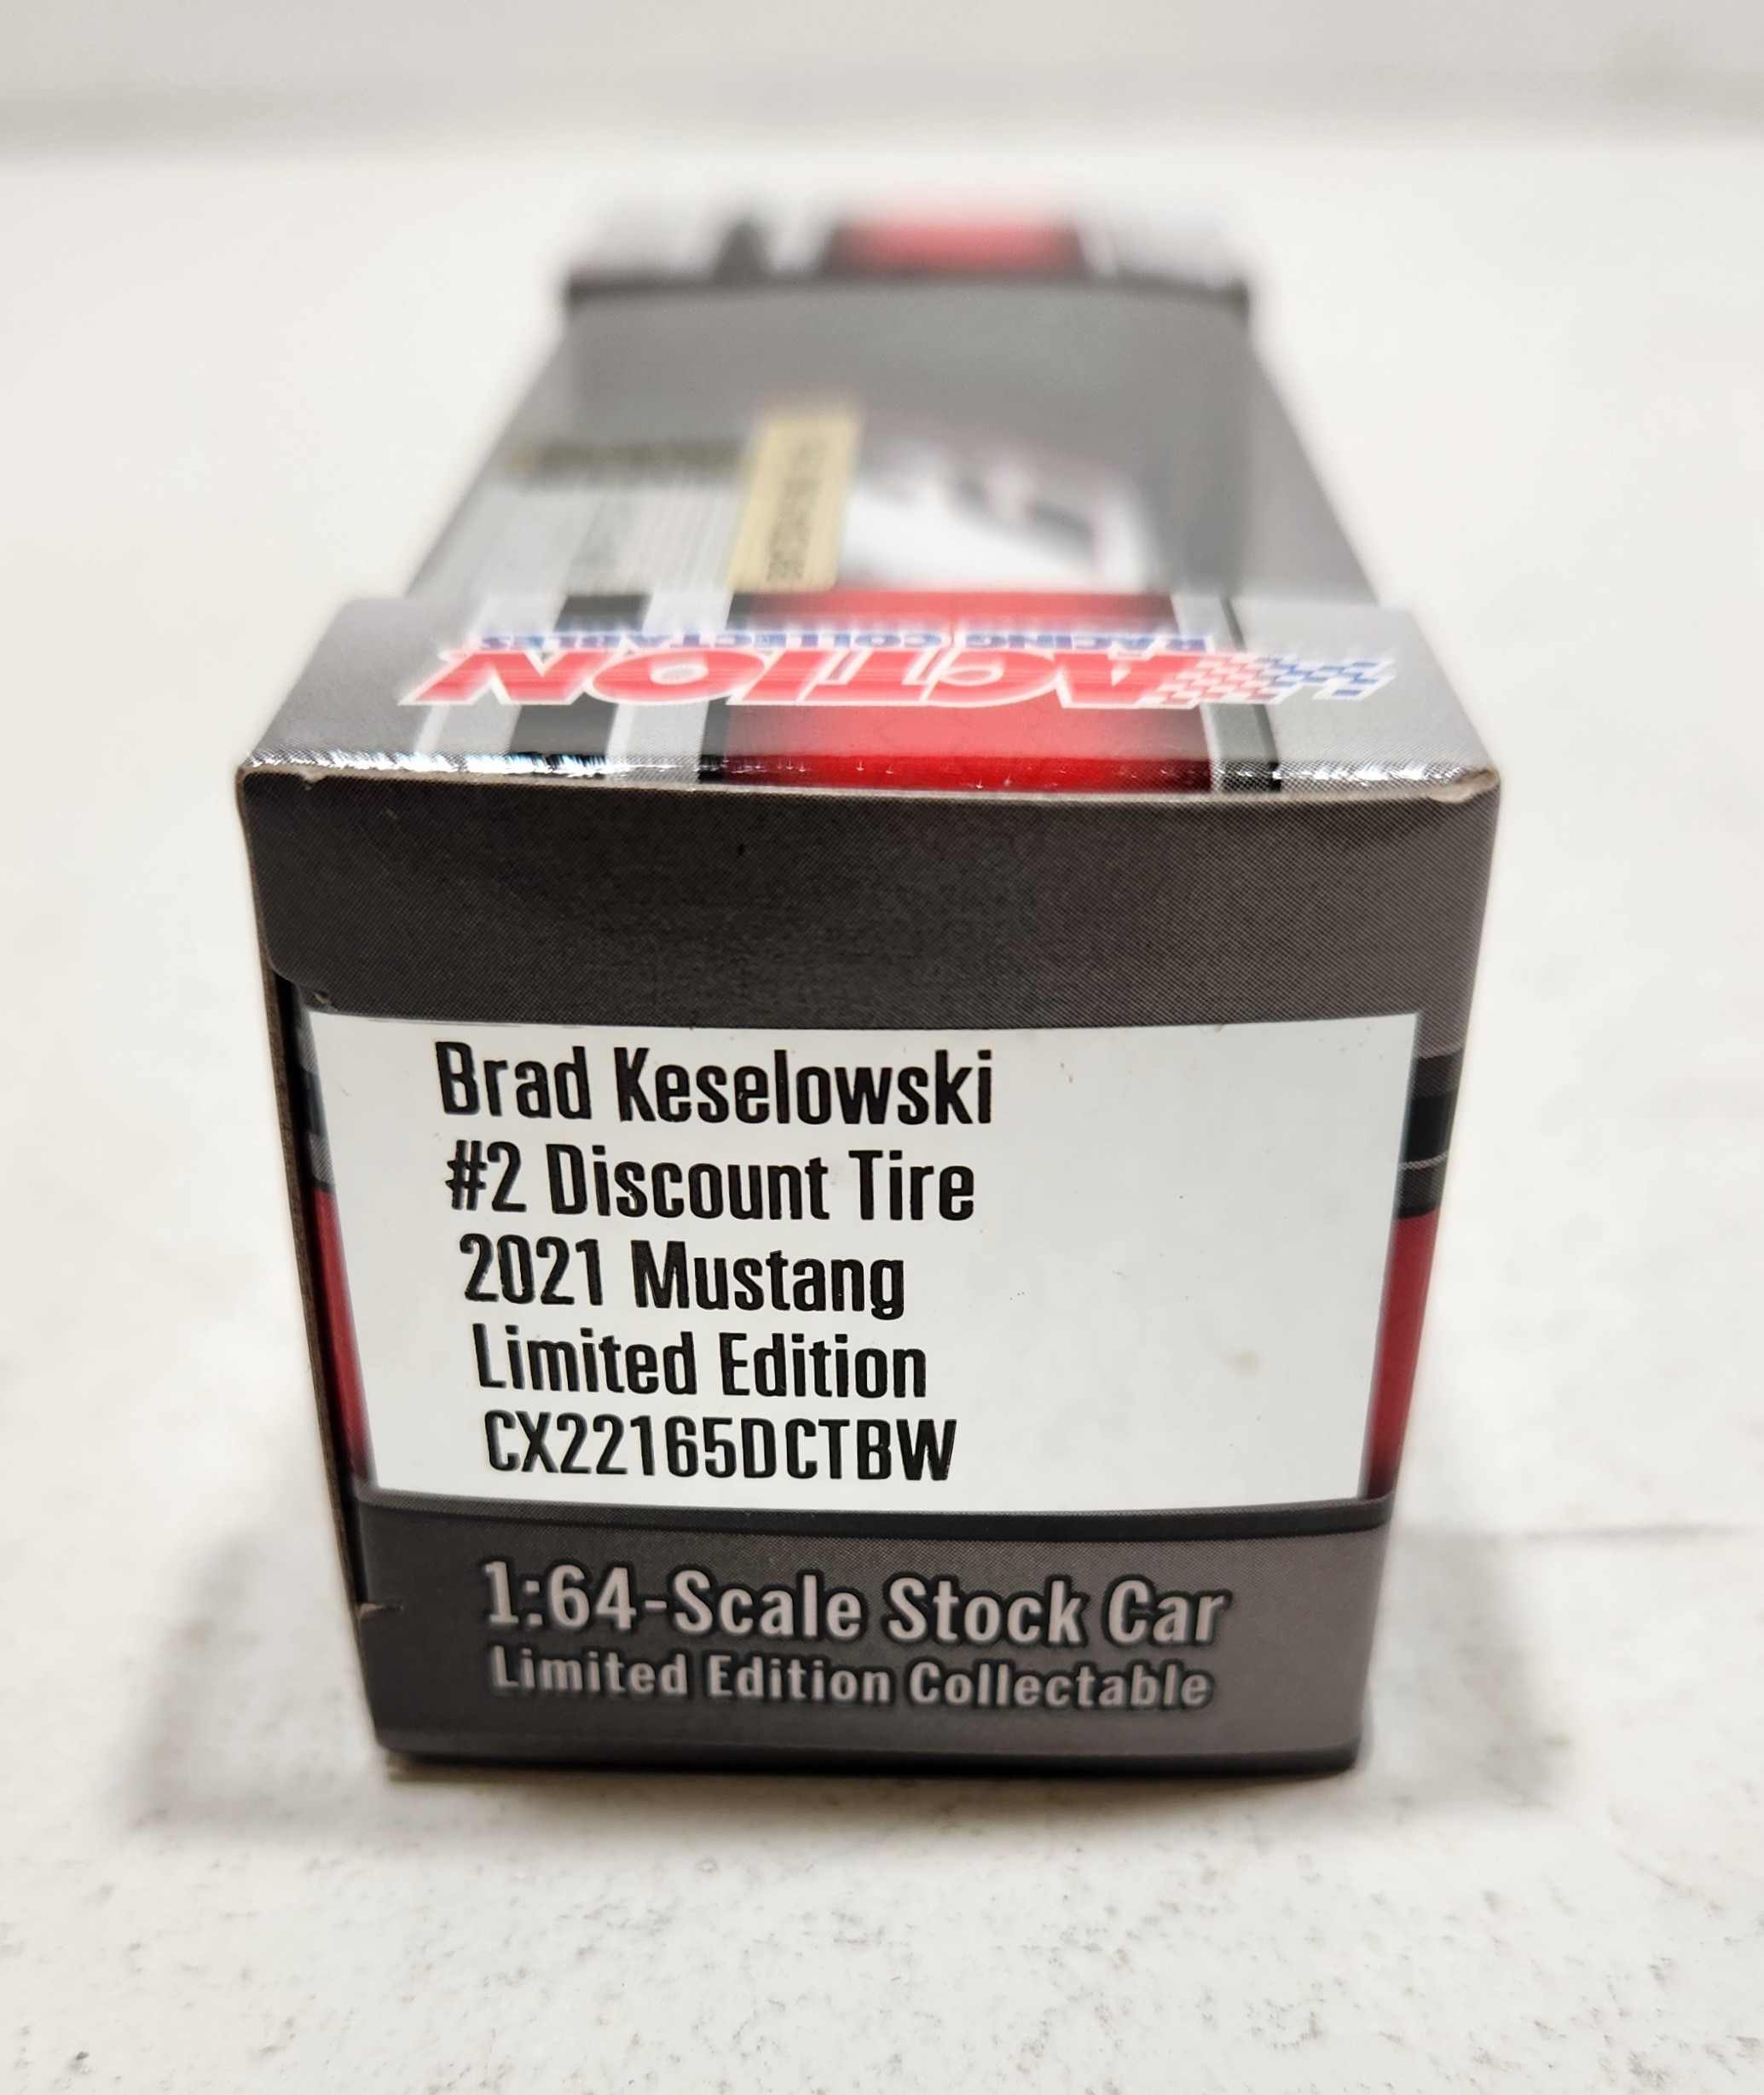 ACTION
RACING COLLECTABLES
Brad Keselowski
#2 Discount Tire
2021 Mustang
Limited Edition
CX22165DCTBW
1:64-Scale Stock Car
Limited Edition Collectable